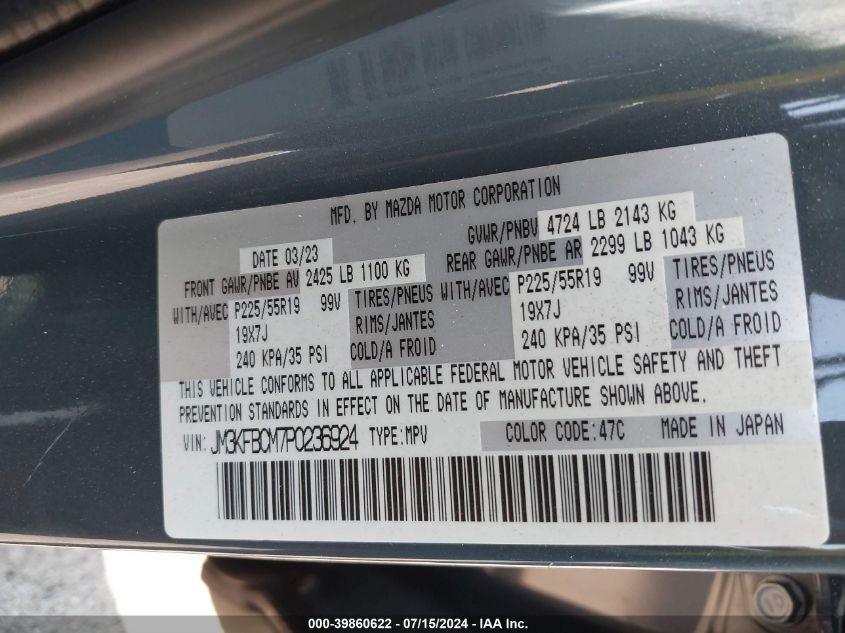 MFD. BY MAZDA MOTOR CORPORATION
DATE 03/23 GVWR/PNBV 4724 LB 2143 KG
FRONT GAWR/PNBE AV 2425 LB 1100 KG REAR GAWR/PNBE AR 2299 LB 1043 KG
WITH/AVEC P225/55R19 99V TIRES/PNEUS WITH/AVEC P225/55R19 99V TIRES/PNEUS
19X7J RIMS/JANTES 19X7J RIMS/JANTES
240 KPA/35 PSI COLD/A FROID 240 KPA/35 PSI COLD/A FROID
THIS VEHICLE CONFORMS TO ALL APPLICABLE FEDERAL MOTOR VEHICLE SAFETY AND THEFT
PREVENTION STANDARDS IN EFFECT ON THE DATE OF MANUFACTURE SHOWN ABOVE.
VIN: JM3KFBCM7P0236924 TYPE:MPV COLOR CODE:47C MADE IN JAPAN
000-39860622 - 07/15/2024 - IAA Inc.